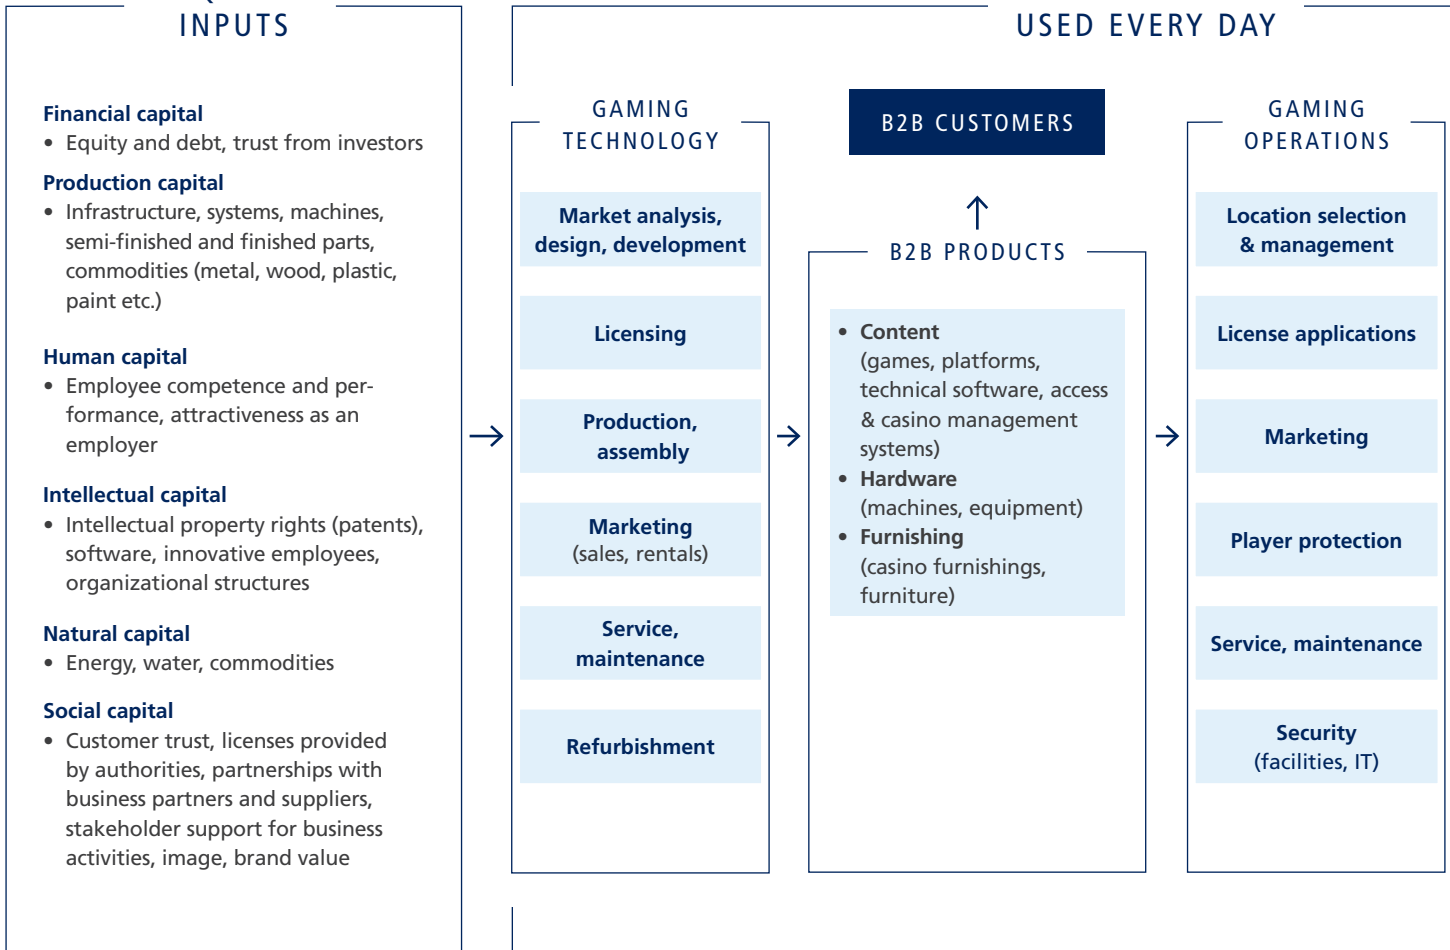 INPUTS
Financial capital
• Equity and debt, trust from investors
Production capital
• Infrastructure, systems, machines,
semi-finished and finished parts,
commodities (metal, wood, plastic,
paint etc.)
Human capital
• Employee competence and per-
formance, attractiveness as an
employer
Intellectual capital
• Intellectual property rights (patents),
software, innovative employees,
organizational structures
Natural capital
• Energy, water, commodities
Social capital
• Customer trust, licenses provided
by authorities, partnerships with
business partners and suppliers,
stakeholder support for business
activities, image, brand value
USED EVERY DAY
GAMING
TECHNOLOGY
Market analysis,
design, development
Licensing
Production,
assembly
Marketing
(sales, rentals)
Service,
maintenance
Refurbishment
B2B CUSTOMERS
B2B PRODUCTS
• Content
(games, platforms,
technical software, access
& casino management
systems)
• Hardware
(machines, equipment)
• Furnishing
(casino furnishings,
furniture)
GAMING
OPERATIONS
Location selection
& management
License applications
Marketing
Player protection
Service, maintenance
Security
(facilities, IT)